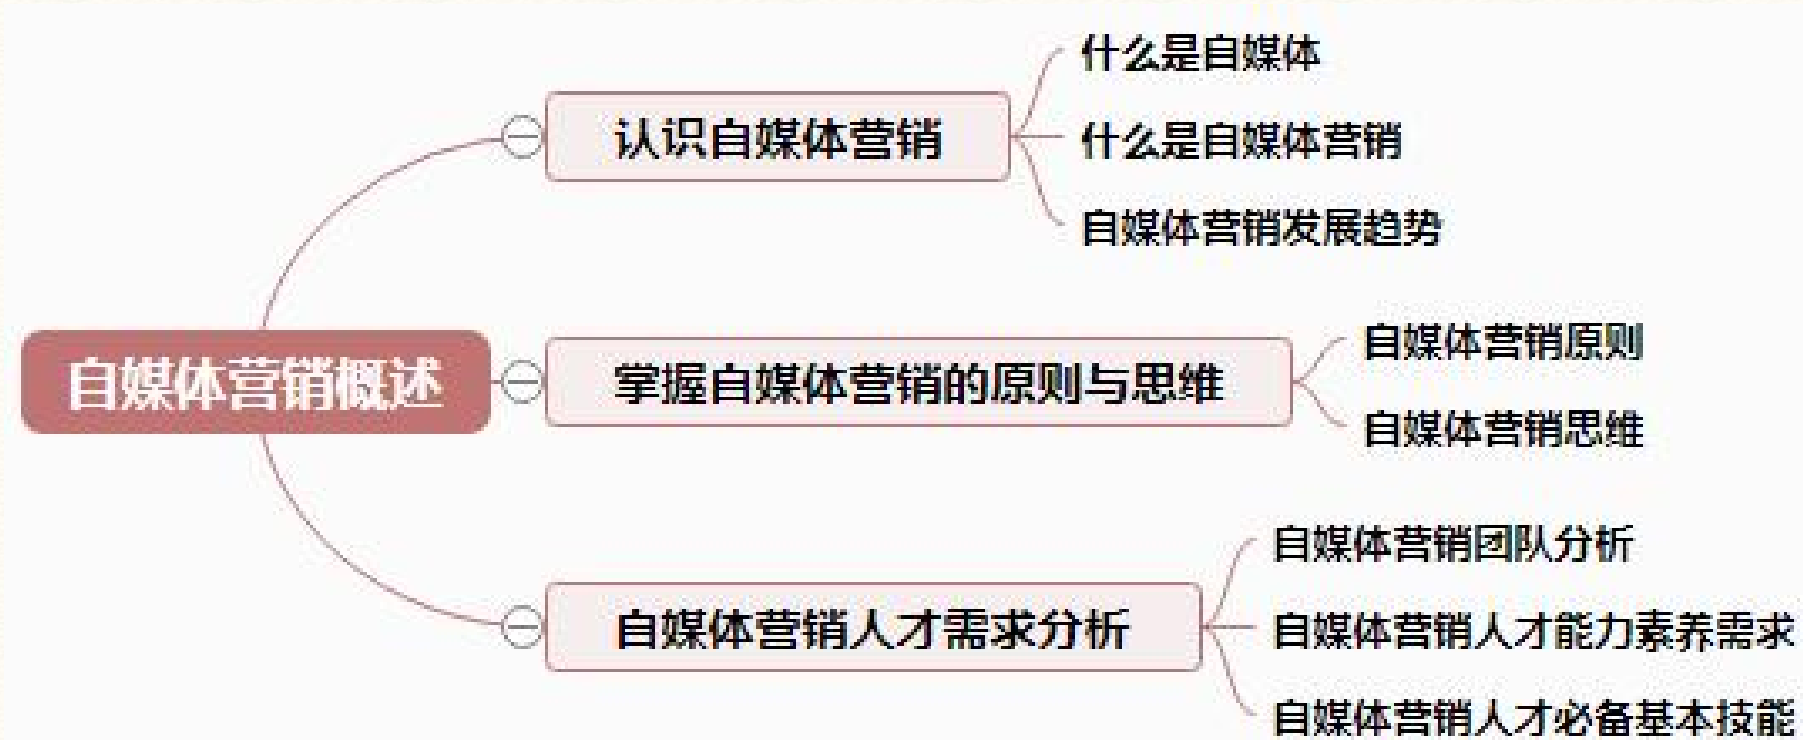 自媒体营销概述
认识自媒体营销
什么是自媒体
什么是自媒体营销
自媒体营销发展趋势
掌握自媒体营销的原则与思维
自媒体营销原则
自媒体营销思维
自媒体营销人才需求分析
自媒体营销团队分析
自媒体营销人才能力素养需求
自媒体营销人才必备基本技能